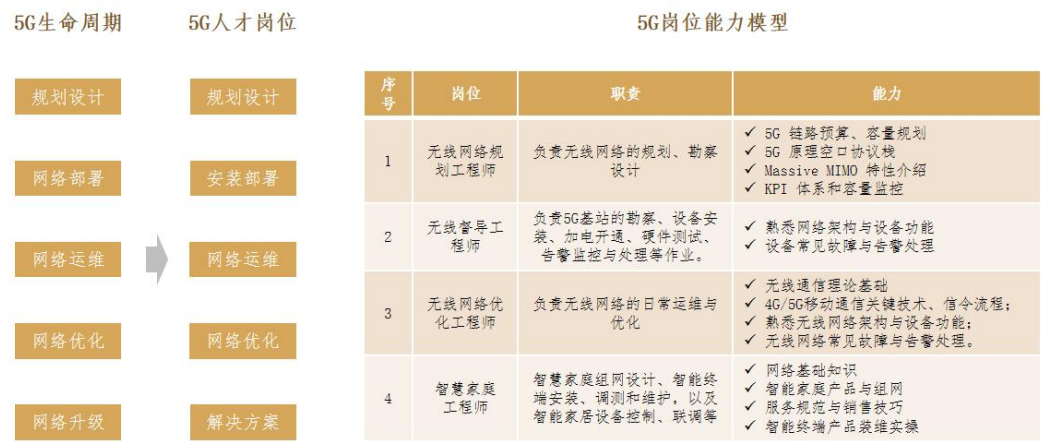 5G生命周期
5G人才岗位
5G岗位能力模型
规划设计
网络部署
网络运维
网络优化
网络升级
规划设计
安装部署
网络运维
网络优化
解决方案
序
号
岗位
职责
能力
1
无线网络规
划工程师
负责无线网络的规划、勘察
设计
✓ 5G 链路预算、容量规划
✓ 5G 原理空口协议栈
✓ Massive MIMO 特性介绍
✓ KPI 体系和容量监控
2
无线督导工
程师
负责5G基站的勘察、设备安
装、加电开通、硬件测试、
告警监控与处理等作业。
✓ 熟悉网络架构与设备功能
✓ 设备常见故障与告警处理
3
无线网络优
化工程师
负责无线网络的日常运维与
优化
✓ 无线通信理论基础
✓ 4G/5G移动通信关键技术、信令流程；
✓ 熟悉无线网络架构与设备功能；
✓ 无线网络常见故障与告警处理。
4
智慧家庭
工程师
智慧家庭组网设计、智能终
端安装、调测和维护，以及
智能家居设备控制、联调等
✓ 网络基础知识
✓ 智能家庭产品与组网
✓ 服务规范与销售技巧
✓ 智能终端产品装维实操